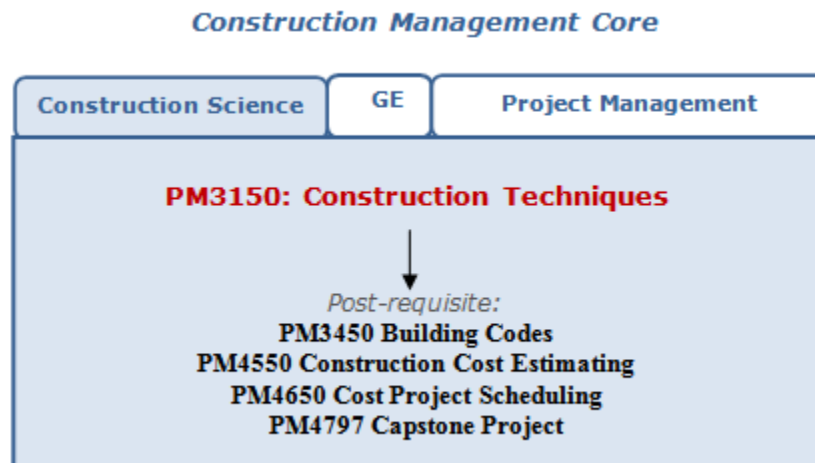 Construction Management Core
Construction Science
GE
Project Management
PM3150: Construction Techniques
Post-requisite:
PM3450 Building Codes
PM4550 Construction Cost Estimating
PM4650 Cost Project Scheduling
PM4797 Capstone Project